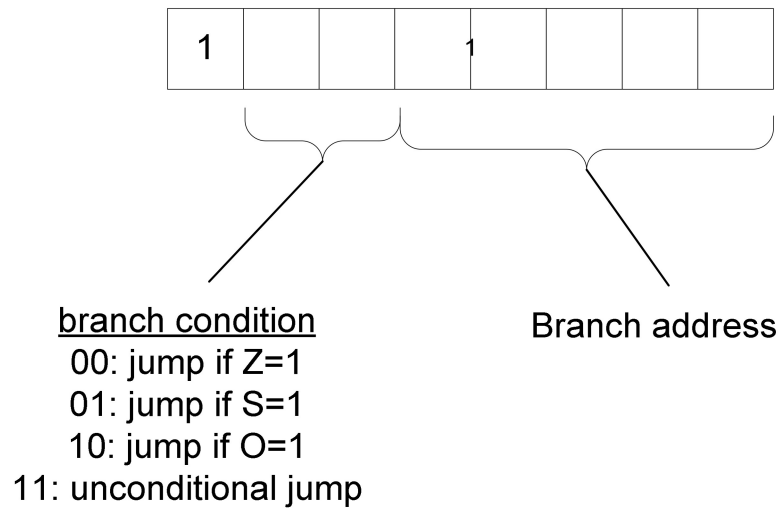 1 1
branch condition
00: jump if Z=1
01: jump if S=1
10: jump if O=1
11: unconditional jump
Branch address